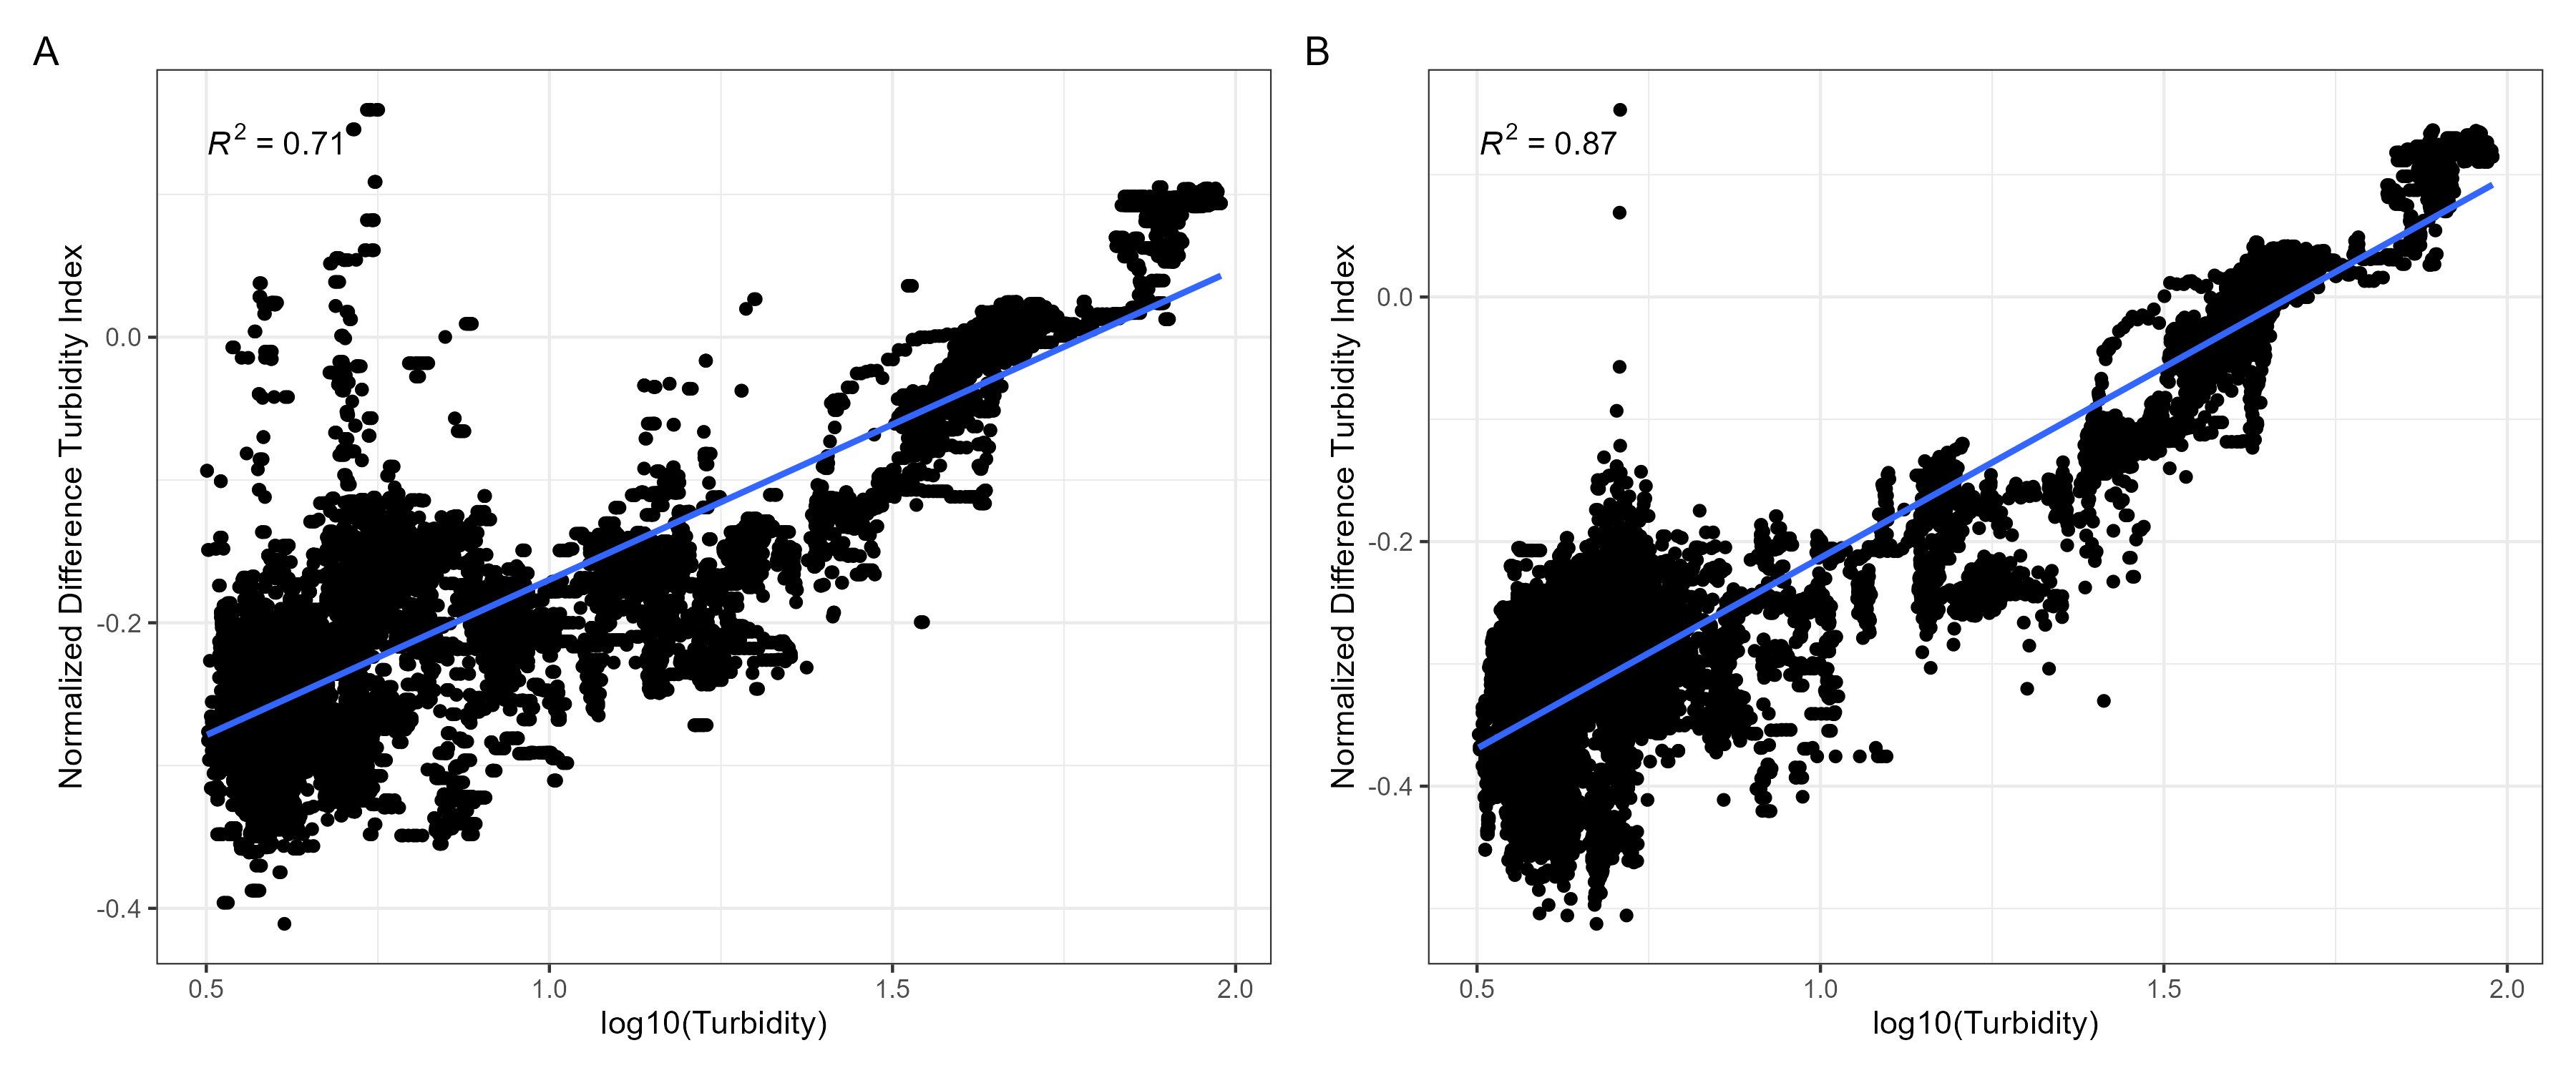 A
R² = 0.71
Normalized Difference Turbidity Index
0.0
-0.2
-0.4
0.5 1.0 1.5 2.0
log10(Turbidity)
B
R² = 0.87
Normalized Difference Turbidity Index
0.0
-0.2
-0.4
0.5 1.0 1.5 2.0
log10(Turbidity)